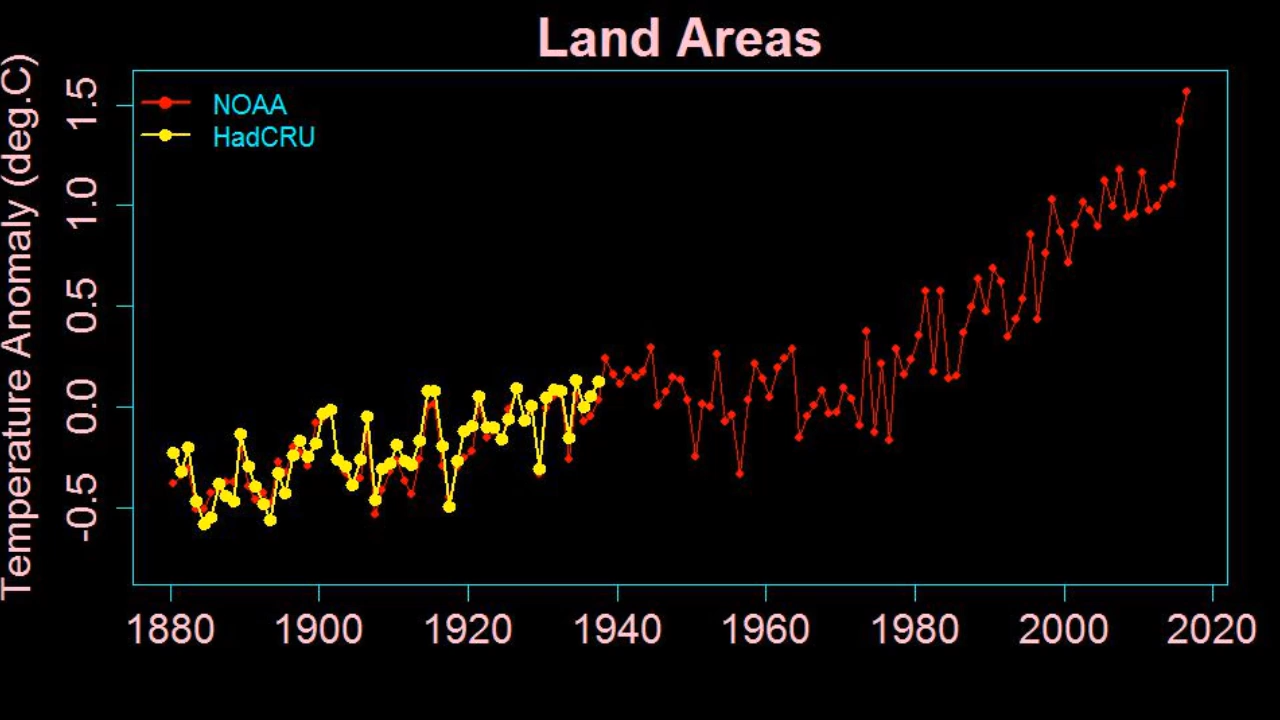 Land Areas
Temperature Anomaly (deg.C)
1.5
1.0
0.5
0.0
-0.5
NOAA
HadCRU
1880 1900 1920 1940 1960 1980 2000 2020